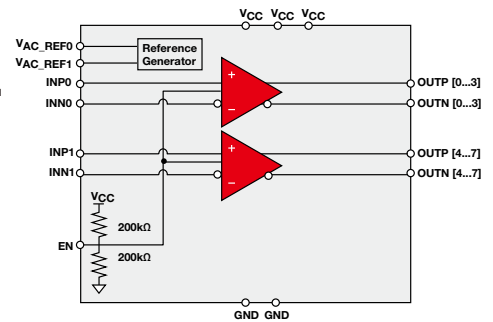 VCC VCC VCC
VAC_REF0
Reference
Generator
VAC_REF1
INP0
+
OUTP [0...3]
INN0
−
OUTN [0...3]
INP1
+
OUTP [4...7]
INN1
−
OUTN [4...7]
VCC
200kΩ
EN
200kΩ
GND GND